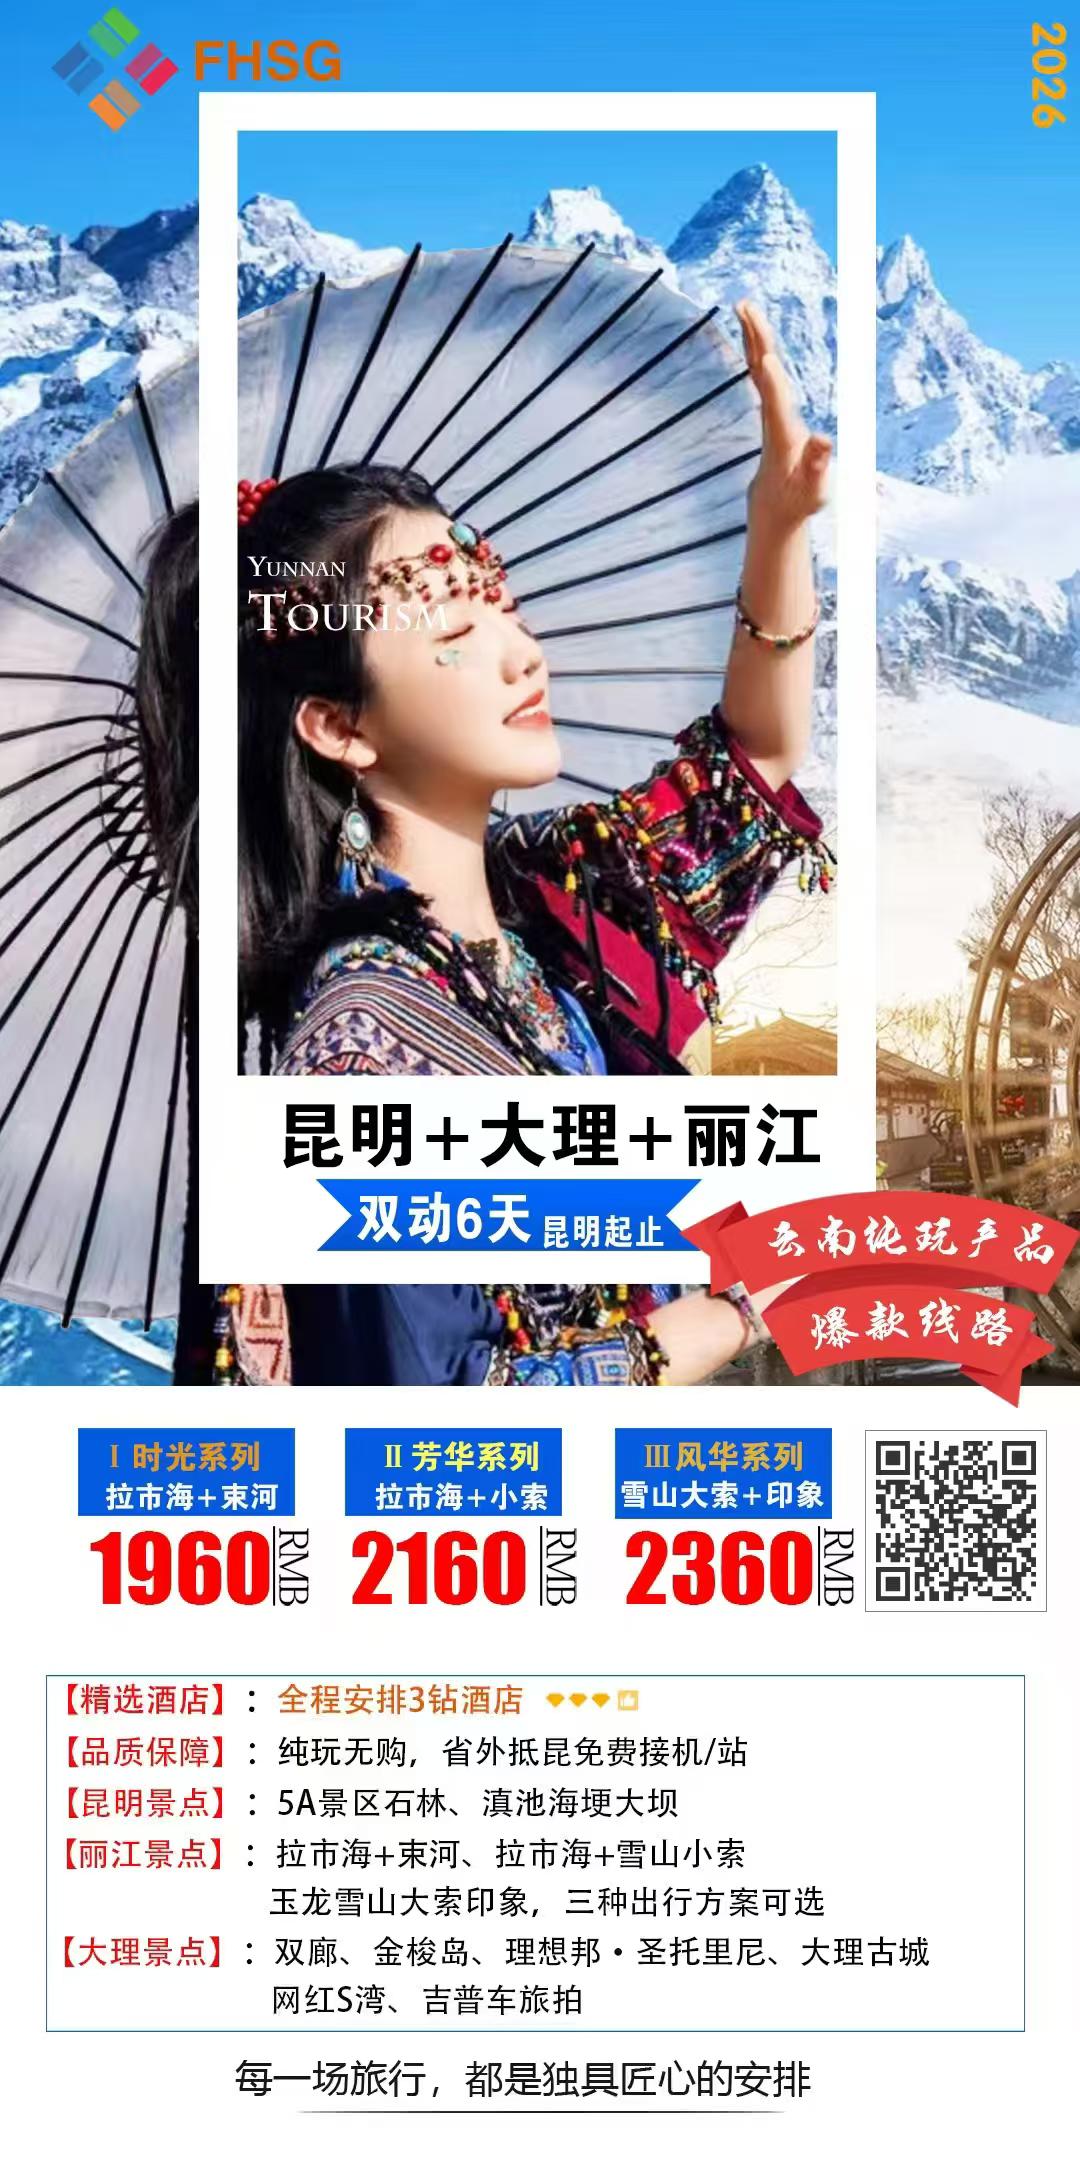 FHSG
2026
YUNNAN
TOURISM
昆明+大理+丽江
双动6天 昆明起止
云南纯玩产品
爆款线路
Ⅰ 时光系列
拉市海+束河
1960 RMB
Ⅱ 芳华系列
拉市海+小索
2160 RMB
Ⅲ 风华系列
雪山大索+印象
2360 RMB
【精选酒店】：全程安排3钻酒店
【品质保障】：纯玩无购，省外抵昆免费接机/站
【昆明景点】：5A景区石林、滇池海埂大坝
【丽江景点】：拉市海+束河、拉市海+雪山小索
玉龙雪山大索印象，三种出行方案可选
【大理景点】：双廊、金梭岛、理想邦·圣托里尼、大理古城
网红S湾、吉普车旅拍
每一场旅行，都是独具匠心的安排